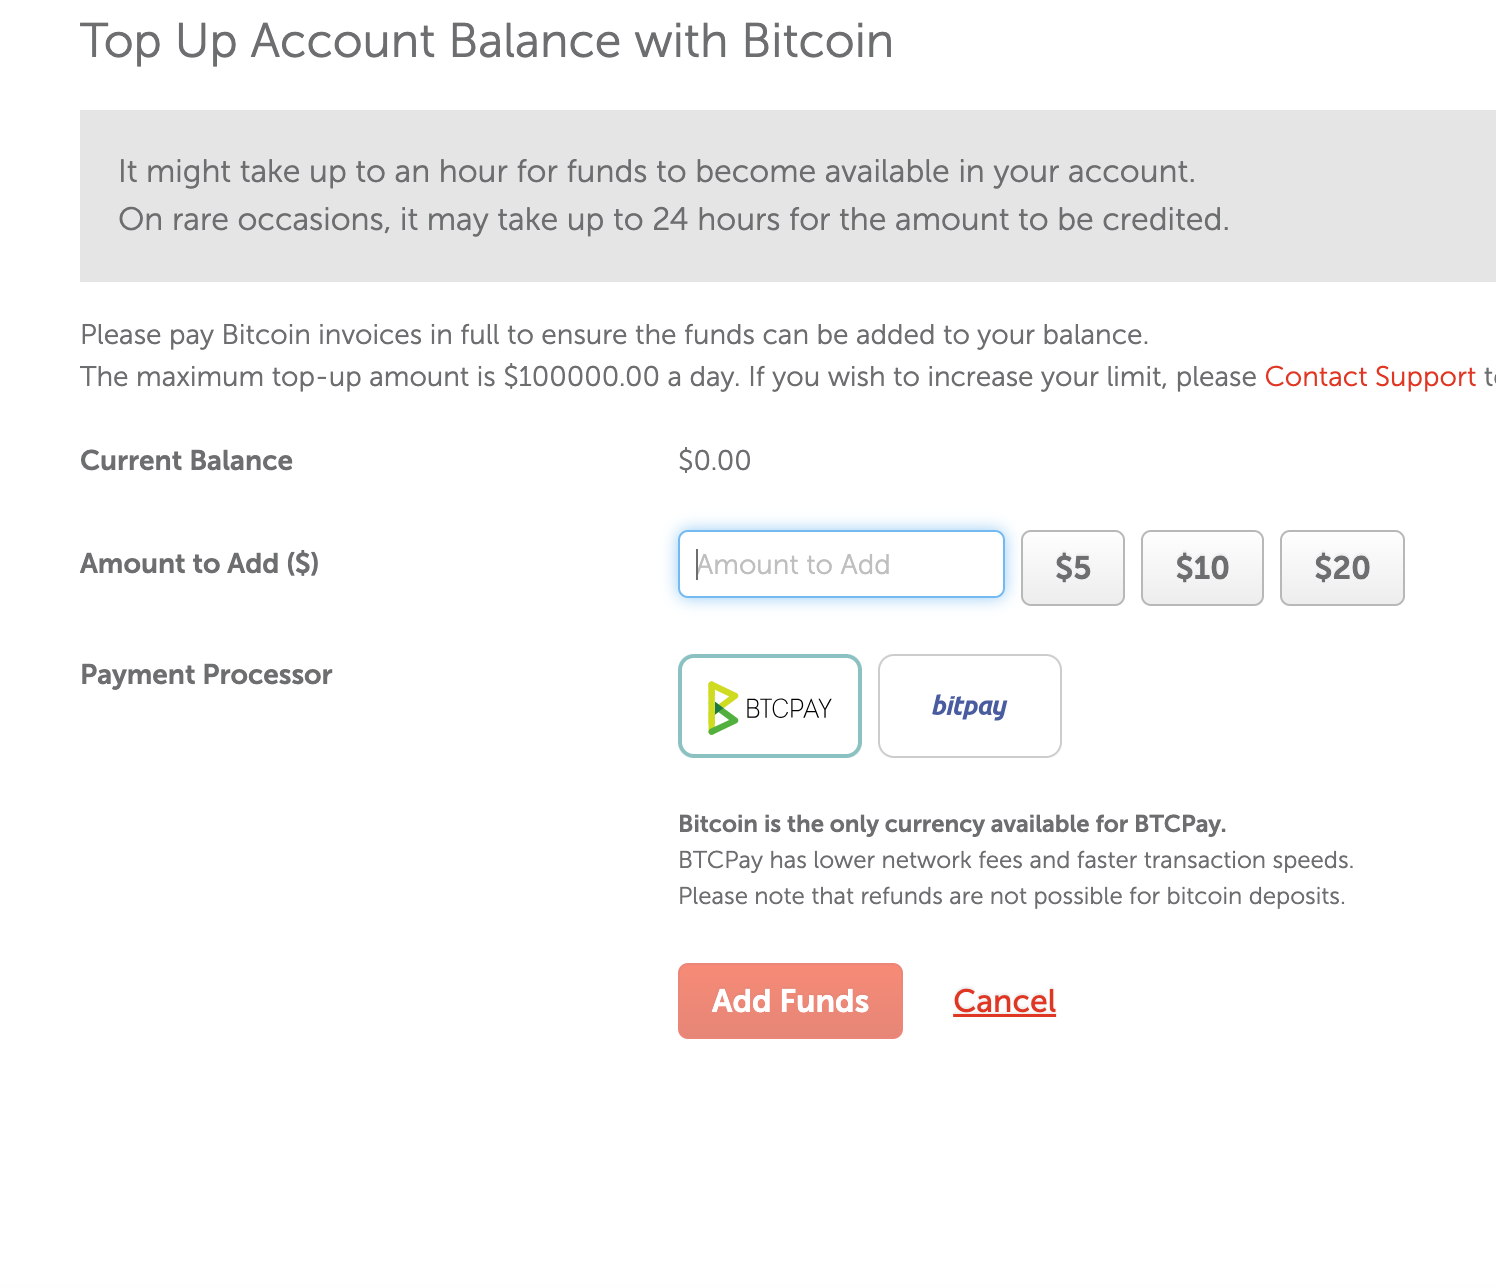 Top Up Account Balance with Bitcoin
It might take up to an hour for funds to become available in your account.
On rare occasions, it may take up to 24 hours for the amount to be credited.
Please pay Bitcoin invoices in full to ensure the funds can be added to your balance.
The maximum top-up amount is $100000.00 a day. If you wish to increase your limit, please Contact Support
Current Balance $0.00
Amount to Add ($) Amount to Add $5 $10 $20
Payment Processor BTCPAY bitpay
Bitcoin is the only currency available for BTCPay.
BTCPay has lower network fees and faster transaction speeds.
Please note that refunds are not possible for bitcoin deposits.
Add Funds Cancel